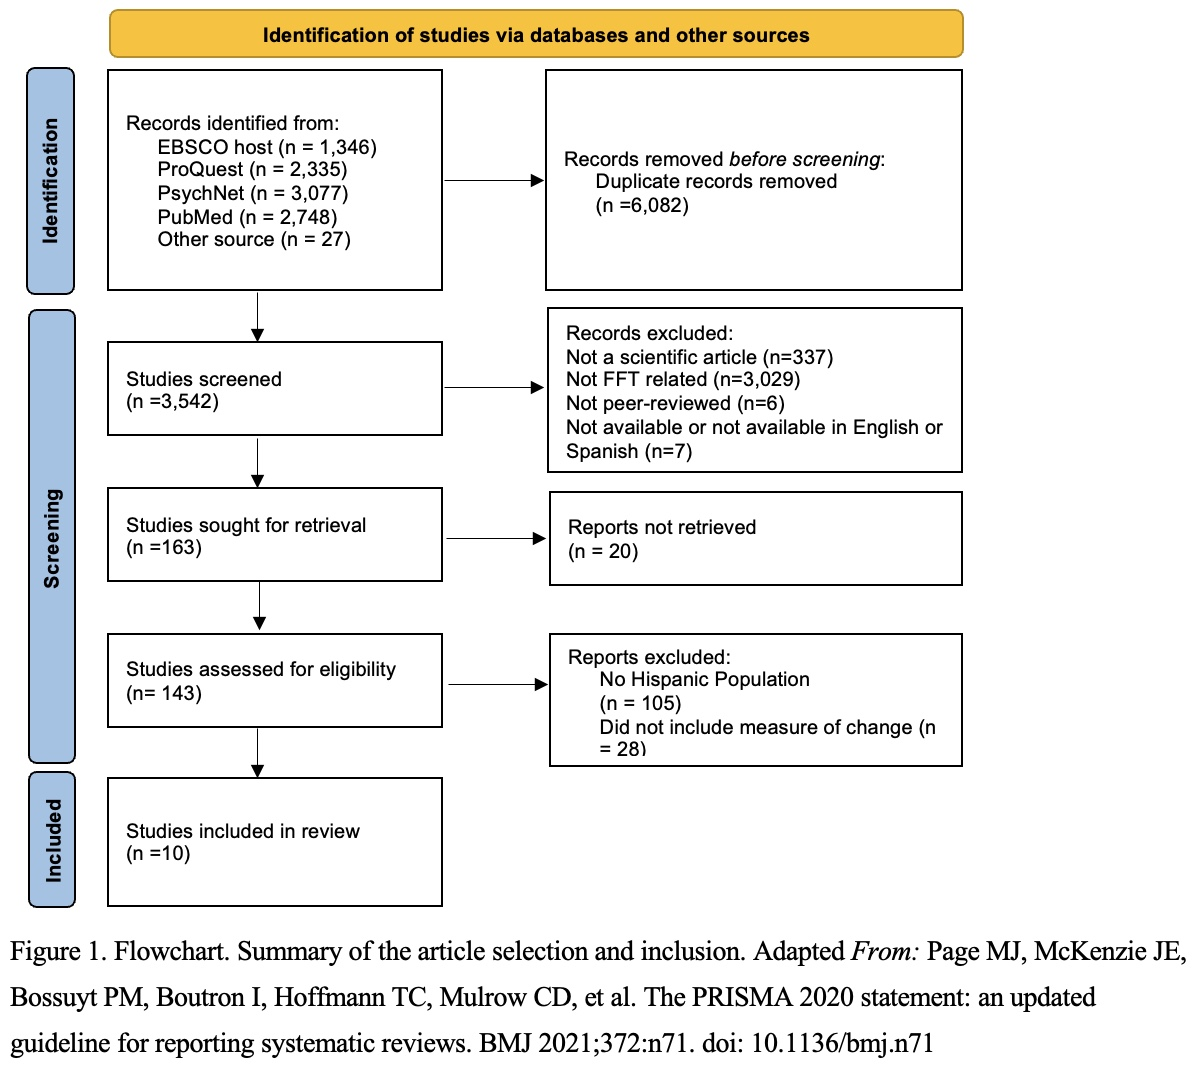 Identification of studies via databases and other sources
Identification
Records identified from:
EBSCO host (n = 1,346)
ProQuest (n = 2,335)
PsychNet (n = 3,077)
PubMed (n = 2,748)
Other source (n = 27)
Records removed before screening:
Duplicate records removed
(n =6,082)
Screening
Studies screened
(n =3,542)
Records excluded:
Not a scientific article (n=337)
Not FFT related (n=3,029)
Not peer-reviewed (n=6)
Not available or not available in English or
Spanish (n=7)
Studies sought for retrieval
(n =163)
Reports not retrieved
(n = 20)
Studies assessed for eligibility
(n= 143)
Reports excluded:
No Hispanic Population
(n = 105)
Did not include measure of change (n
= 28)
Included
Studies included in review
(n =10)
Figure 1. Flowchart. Summary of the article selection and inclusion. Adapted From: Page MJ, McKenzie JE,
Bossuyt PM, Boutron I, Hoffmann TC, Mulrow CD, et al. The PRISMA 2020 statement: an updated
guideline for reporting systematic reviews. BMJ 2021;372:n71. doi: 10.1136/bmj.n71